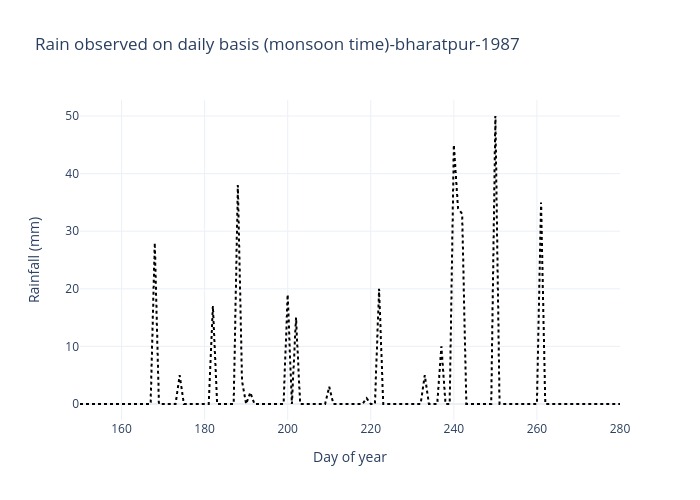 Rain observed on daily basis (monsoon time)-bharatpur-1987
50
40
30
20
10
0
Rainfall (mm)
160 180 200 220 240 260 280
Day of year